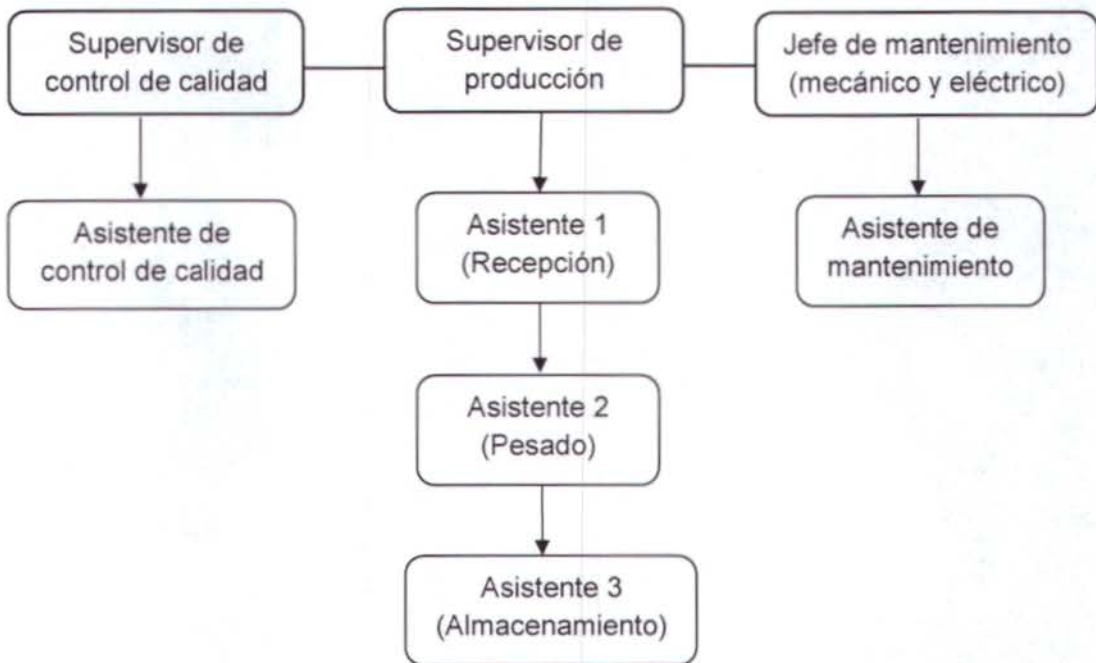 Supervisor de
control de calidad
Supervisor de
producción
Jefe de mantenimiento
(mecánico y eléctrico)
Asistente de
control de calidad
Asistente 1
(Recepción)
Asistente de
mantenimiento
Asistente 2
(Pesado)
Asistente 3
(Almacenamiento)